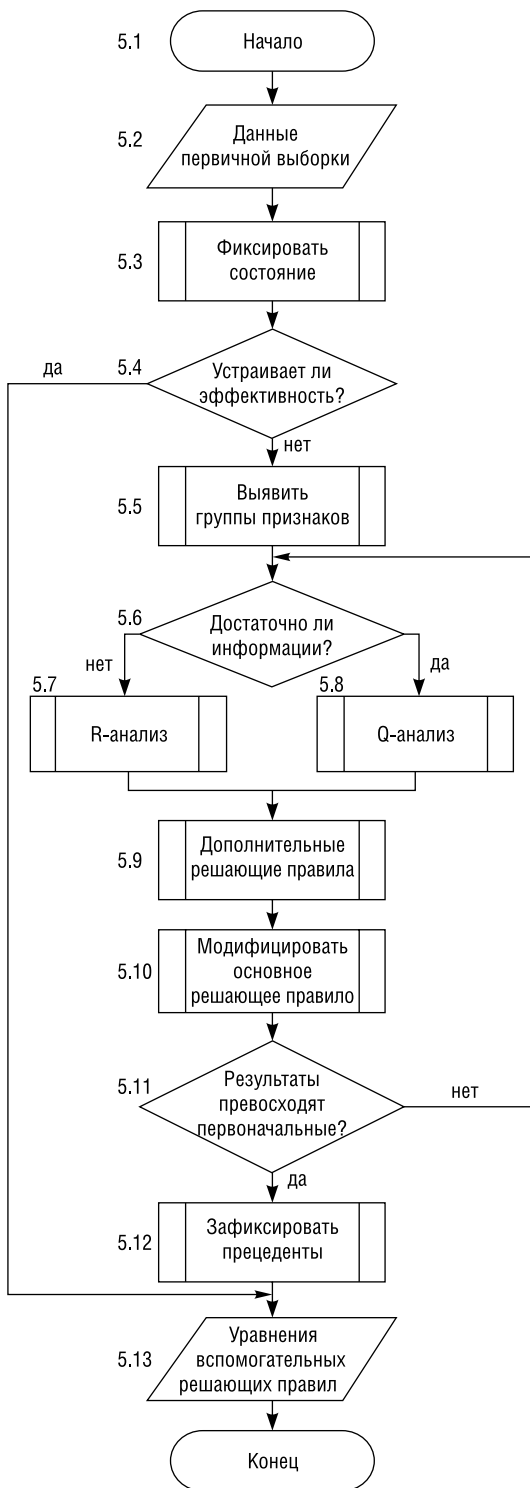 5.1
Начало
5.2
Данные
первичной выборки
5.3
Фиксировать
состояние
да
5.4
Устраивает ли
эффективность?
нет
5.5
Выявить
группы признаков
5.6
Достаточно ли
информации?
нет
да
5.7
R-анализ
5.8
Q-анализ
5.9
Дополнительные
решающие правила
5.10
Модифицировать
основное
решающее правило
5.11
Результаты
превосходят
первоначальные?
нет
да
5.12
Зафиксировать
прецеденты
5.13
Уравнения
вспомогательных
решающих правил
Конец